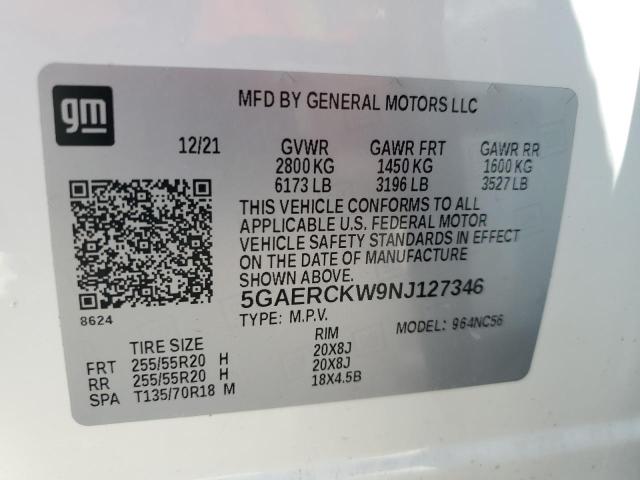 gm
MFD BY GENERAL MOTORS LLC
12/21 GVWR GAWR FRT GAWR RR
2800 KG 1450 KG 1600 KG
6173 LB 3196 LB 3527 LB
THIS VEHICLE CONFORMS TO ALL
APPLICABLE U.S. FEDERAL MOTOR
VEHICLE SAFETY STANDARDS IN EFFECT
ON THE DATE OF MANUFACTURE
SHOWN ABOVE.
5GAERCKW9NJ127346
8624
TYPE: M.P.V. MODEL: 964NC56
TIRE SIZE RIM
FRT 255/55R20 H 20X8J
RR 255/55R20 H 20X8J
SPA T135/70R18 M 18X4.5B